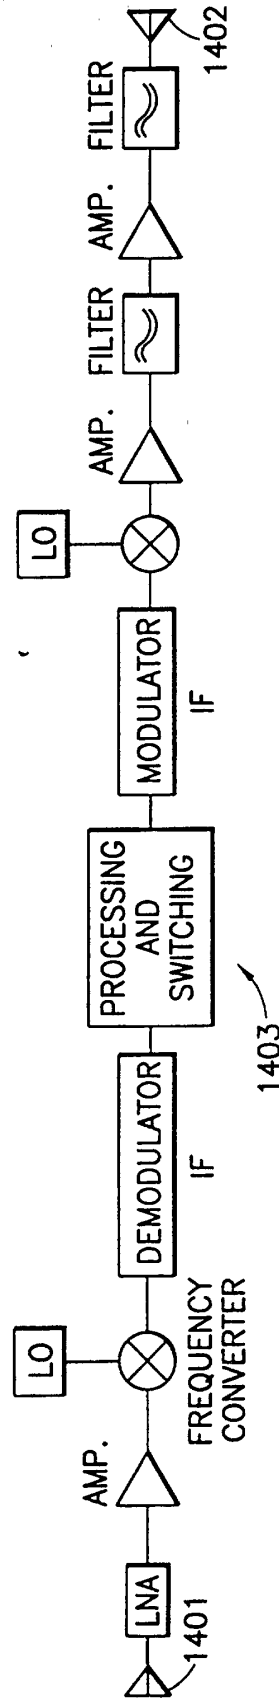 1401
LNA
AMP.
LO
FREQUENCY
CONVERTER
DEMODULATOR
IF
PROCESSING
AND
SWITCHING
1403
MODULATOR
IF
LO
AMP.
FILTER
AMP.
FILTER
1402